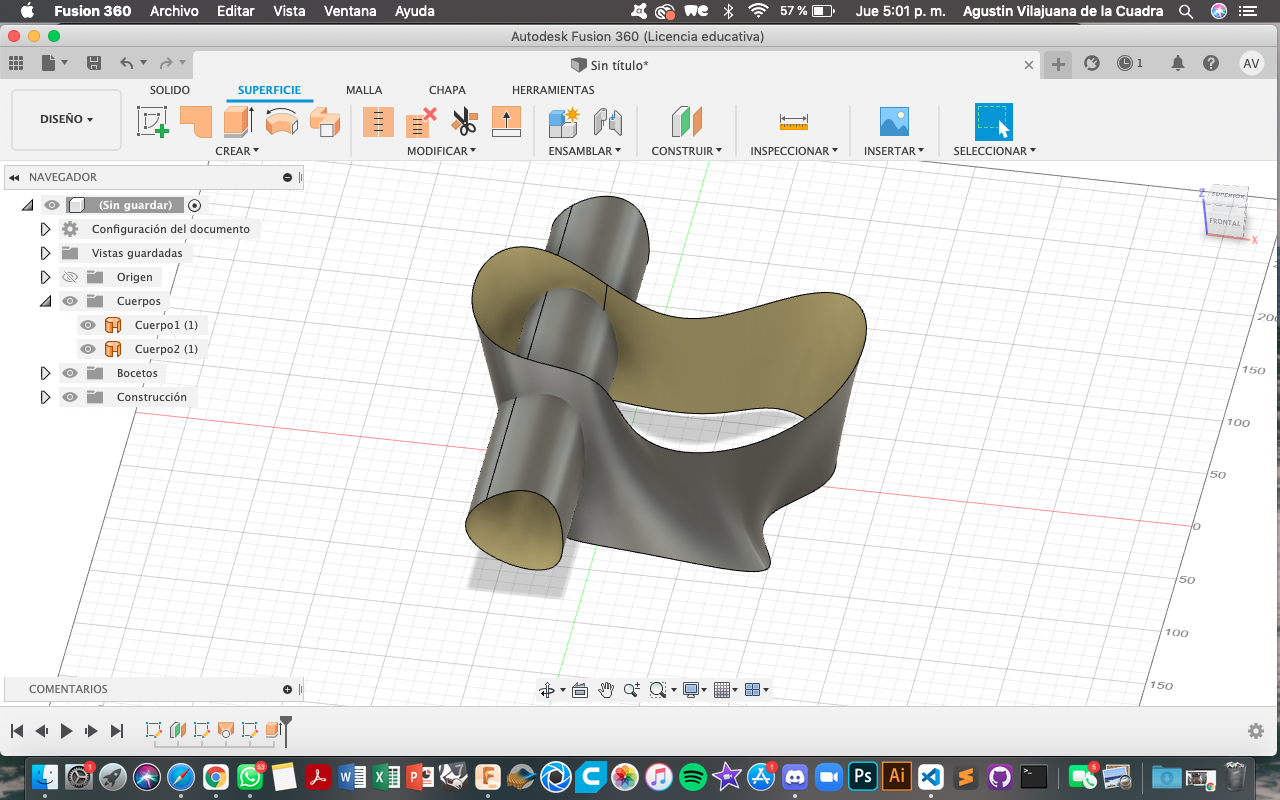 Fusion 360 Archivo Editar Vista Ventana Ayuda 57 % Jue 5:01 p. m. Agustin Vilajuana de la Cuadra
Autodesk Fusion 360 (Licencia educativa)
Sin título* 1 AV
SOLIDO SUPERFICIE MALLA CHAPA HERRAMIENTAS
DISEÑO
CREAR MODIFICAR ENSAMBLAR CONSTRUIR INSPECCIONAR INSERTAR SELECCIONAR
NAVEGADOR
(Sin guardar)
Configuración del documento
Vistas guardadas
Origen
Cuerpos
Cuerpo1 (1)
Cuerpo2 (1)
Bocetos
Construcción
Z
SUPERIOR
FRONTAL
X
200
150
100
50
0
50
100
150
COMENTARIOS
1 53 W X P F C 1 Ps Ai S >_ 5